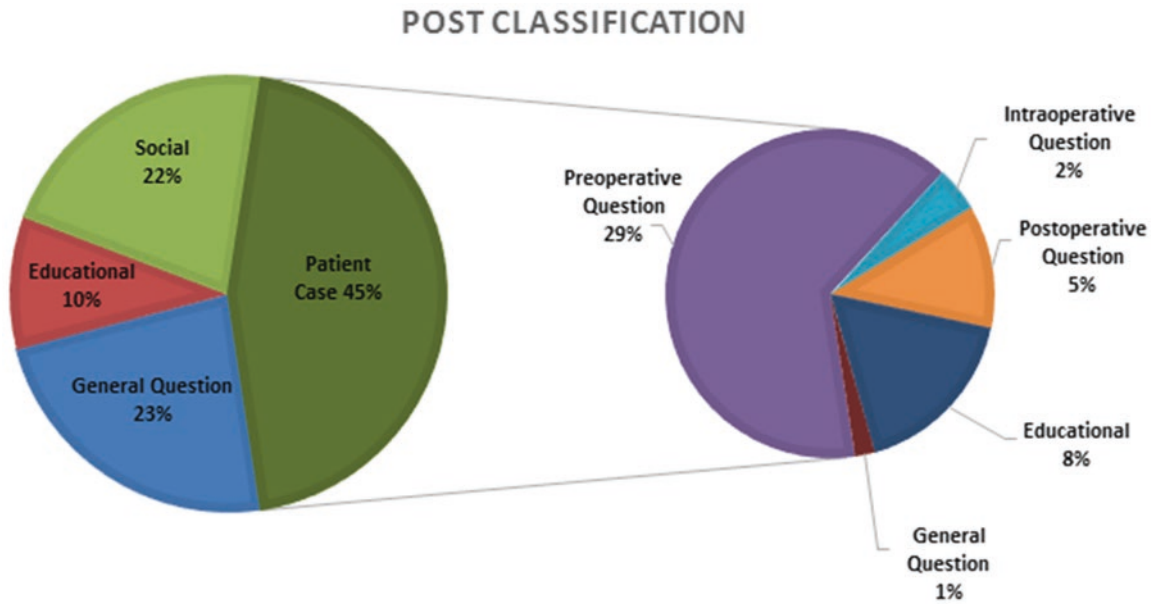 POST CLASSIFICATION
Social
22%
Educational
10%
General Question
23%
Patient
Case 45%
Preoperative
Question
29%
Intraoperative
Question
2%
Postoperative
Question
5%
Educational
8%
General
Question
1%